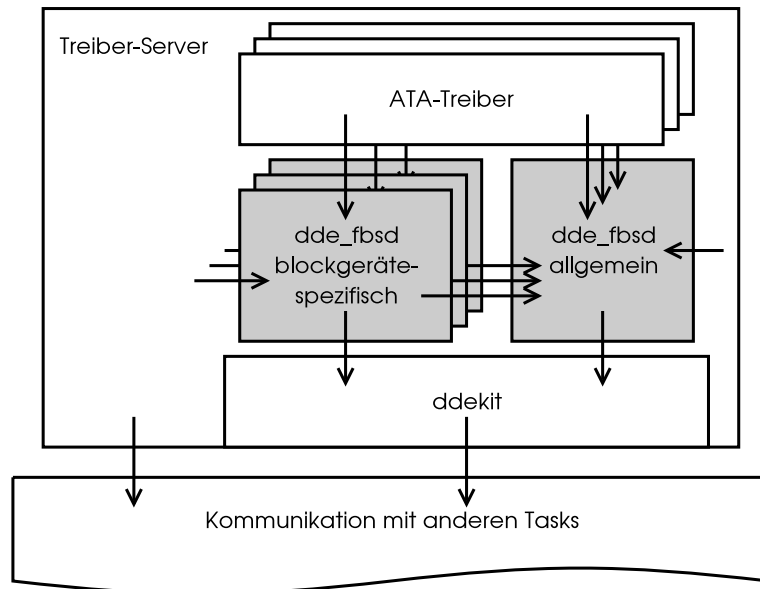 Treiber-Server
ATA-Treiber
dde_fbsd
blockgeräte-
spezifisch
dde_fbsd
allgemein
ddekit
Kommunikation mit anderen Tasks